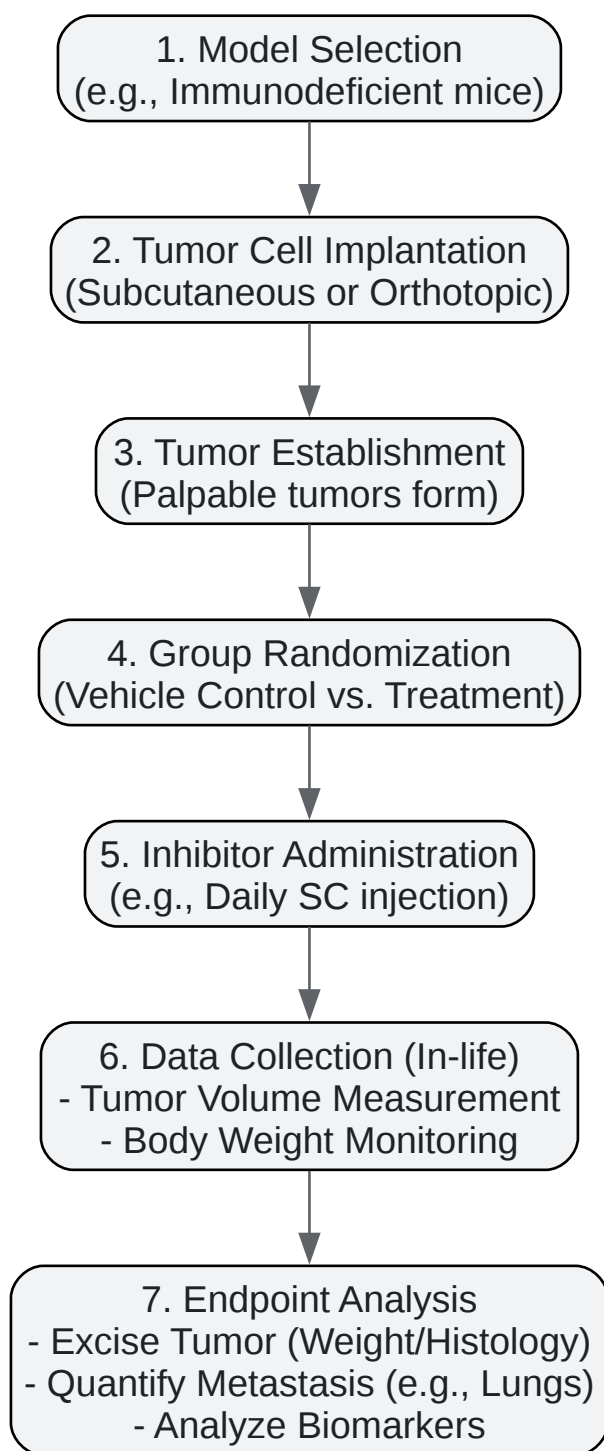 1. Model Selection
(e.g., Immunodeficient mice)
2. Tumor Cell Implantation
(Subcutaneous or Orthotopic)
3. Tumor Establishment
(Palpable tumors form)
4. Group Randomization
(Vehicle Control vs. Treatment)
5. Inhibitor Administration
(e.g., Daily SC injection)
6. Data Collection (In-life)
- Tumor Volume Measurement
- Body Weight Monitoring
7. Endpoint Analysis
- Excise Tumor (Weight/Histology)
- Quantify Metastasis (e.g., Lungs)
- Analyze Biomarkers